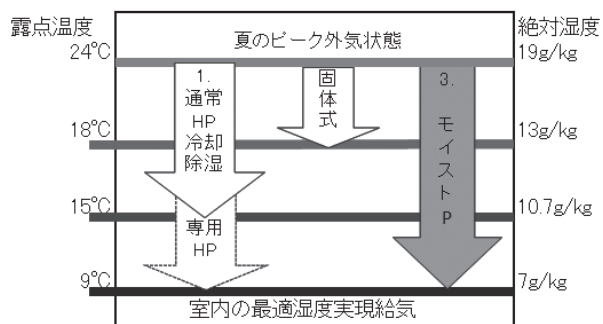 露点温度
絶対湿度
夏のピーク外気状態
24℃
19g/kg
1.
通常
HP
冷却
除湿
固
体
式
3.
モ
イ
ス
ト
P
18℃
13g/kg
15℃
10.7g/kg
専用
HP
9℃
7g/kg
室内の最適湿度実現給気